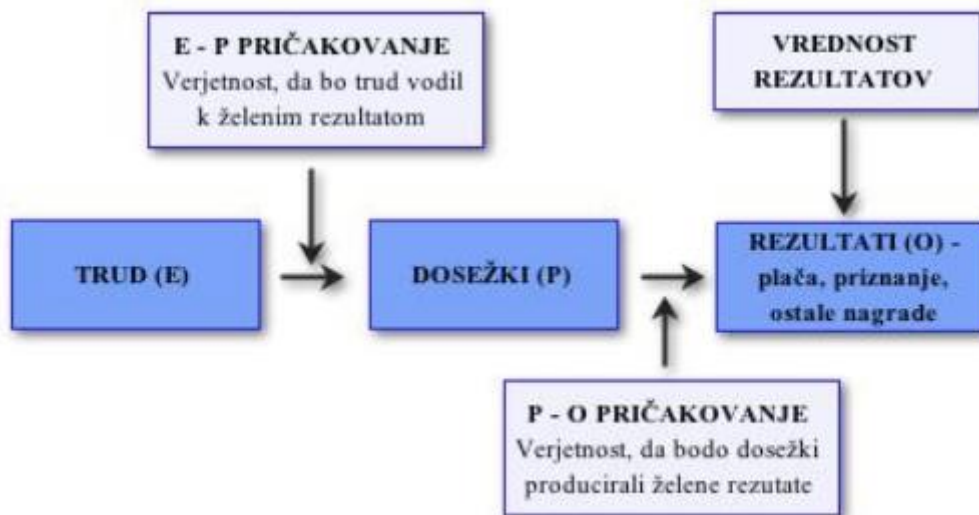 E - P PRIČAKOVANJE
Verjetnost, da bo trud vodil
k želenim rezultatom
VREDNOST
REZULTATOV
TRUD (E)
DOSEŽKI (P)
REZULTATI (O) -
plača, priznanje,
ostale nagrade
P - O PRIČAKOVANJE
Verjetnost, da bodo dosežki
producirali želene rezutate